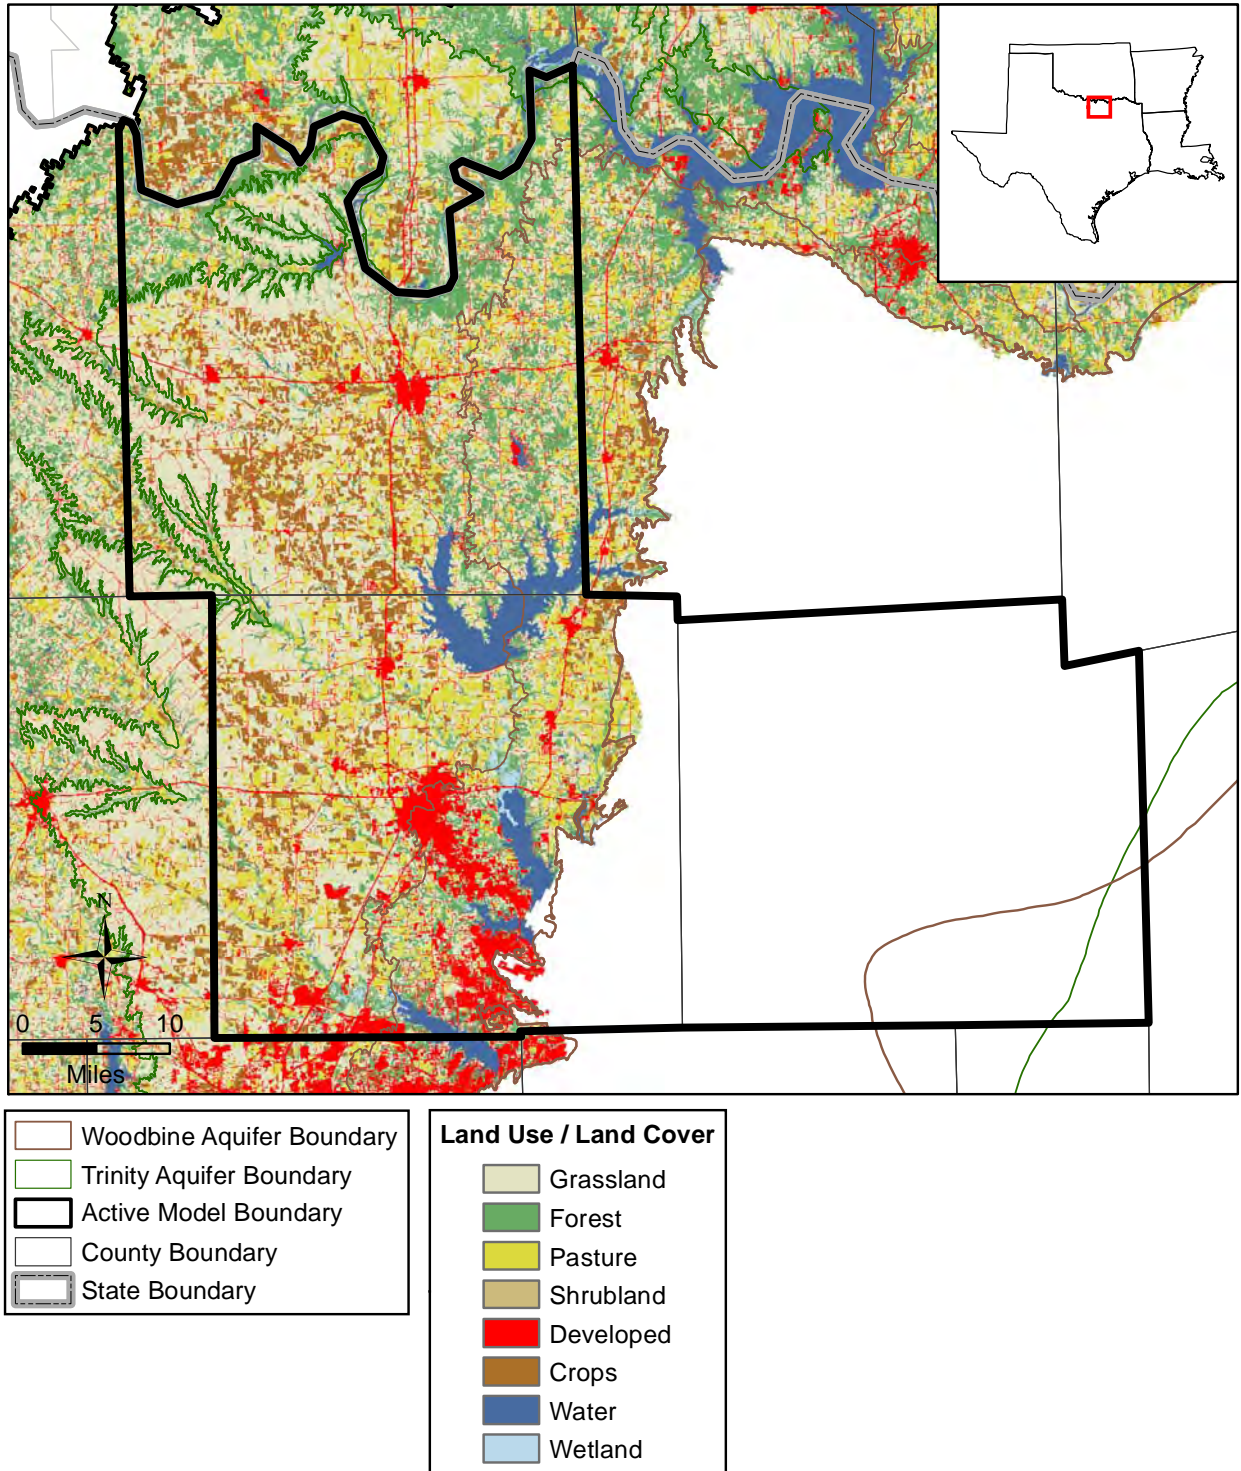 N
0 5 10
Miles
Woodbine Aquifer Boundary
Trinity Aquifer Boundary
Active Model Boundary
County Boundary
State Boundary
Land Use / Land Cover
Grassland
Forest
Pasture
Shrubland
Developed
Crops
Water
Wetland